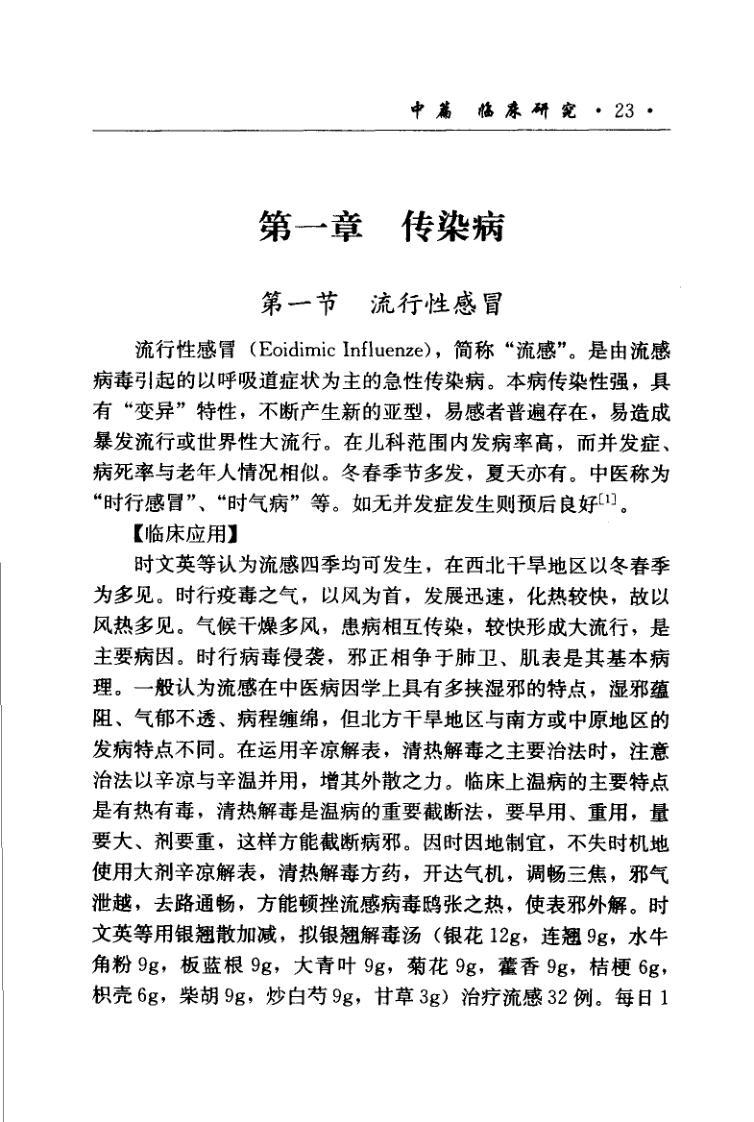 中篇 临床研究 · 23 ·
第一章 传染病
第一节 流行性感冒
流行性感冒（Eoidimic Influenze），简称“流感”。是由流感
病毒引起的以呼吸道症状为主的急性传染病。本病传染性强，具
有“变异”特性，不断产生新的亚型，易感者普遍存在，易造成
暴发流行或世界性大流行。在儿科范围内发病率高，而并发症、
病死率与老年人情况相似。冬春季节多发，夏天亦有。中医称为
“时行感冒”、“时气病”等。如无并发症发生则预后良好[1]。
【临床应用】
时文英等认为流感四季均可发生，在西北干旱地区以冬春季
为多见。时行疫毒之气，以风为首，发展迅速，化热较快，故以
风热多见。气候干燥多风，患病相互传染，较快形成大流行，是
主要病因。时行病毒侵袭，邪正相争于肺卫、肌表是其基本病
理。一般认为流感在中医病因学上具有多挟湿邪的特点，湿邪蕴
阻、气郁不透、病程缠绵，但北方干旱地区与南方或中原地区的
发病特点不同。在运用辛凉解表，清热解毒之主要治法时，注意
治法以辛凉与辛温并用，增其外散之力。临床上温病的主要特点
是有热有毒，清热解毒是温病的重要截断法，要早用、重用，量
要大、剂要重，这样方能截断病邪。因时因地制宜，不失时机地
使用大剂辛凉解表，清热解毒方药，开达气机，调畅三焦，邪气
泄越，去路通畅，方能顿挫流感病毒鸱张之热，使表邪外解。时
文英等用银翘散加减，拟银翘解毒汤（银花 12g，连翘 9g，水牛
角粉 9g，板蓝根 9g，大青叶 9g，菊花 9g，藿香 9g，桔梗 6g，
枳壳 6g，柴胡 9g，炒白芍 9g，甘草 3g）治疗流感 32 例。每日 1